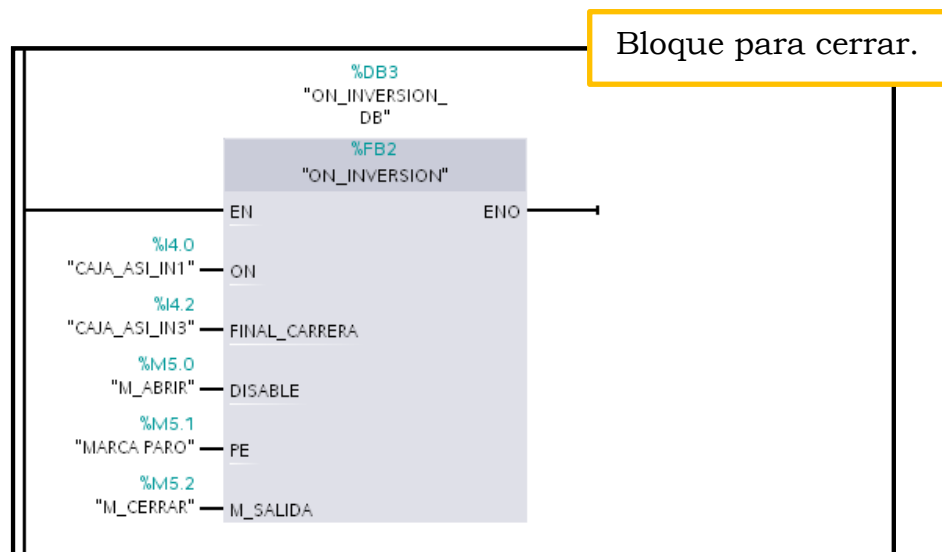 Bloque para cerrar.
%DB3
"ON_INVERSION_
DB"
%FB2
"ON_INVERSION"
EN ENO
%I4.0
"CAJA_ASI_IN1" ON
%I4.2
"CAJA_ASI_IN3" FINAL_CARRERA
%M5.0
"M_ABRIR" DISABLE
%M5.1
"MARCA PARO" PE
%M5.2
"M_CERRAR" M_SALIDA